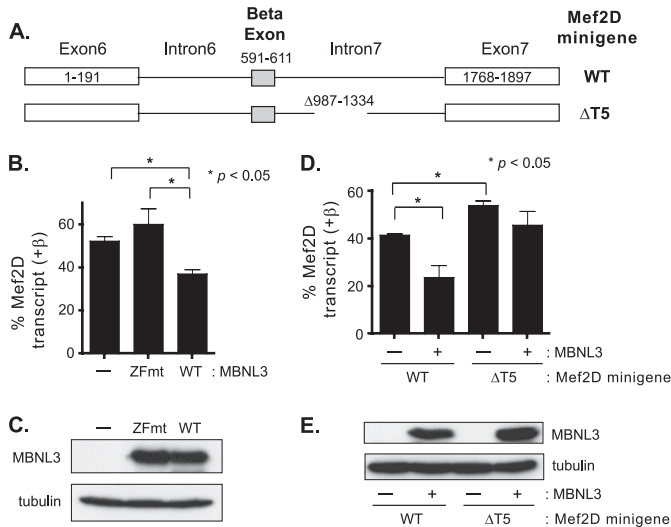 A.
Exon6
Intron6
Beta
Exon
591-611
Intron7
Exon7
Mef2D
minigene
1-191
1768-1897
WT
Δ987-1334
ΔT5
B.
* p < 0.05
*
*
% Mef2D
transcript (+β)
60
40
20
0
— ZFmt WT : MBNL3
C.
— ZFmt WT
MBNL3
tubulin
D.
* p < 0.05
*
*
% Mef2D
transcript (+β)
60
40
20
0
— + — + : MBNL3
WT ΔT5 : Mef2D minigene
E.
MBNL3
tubulin
— + — + : MBNL3
WT ΔT5 : Mef2D minigene